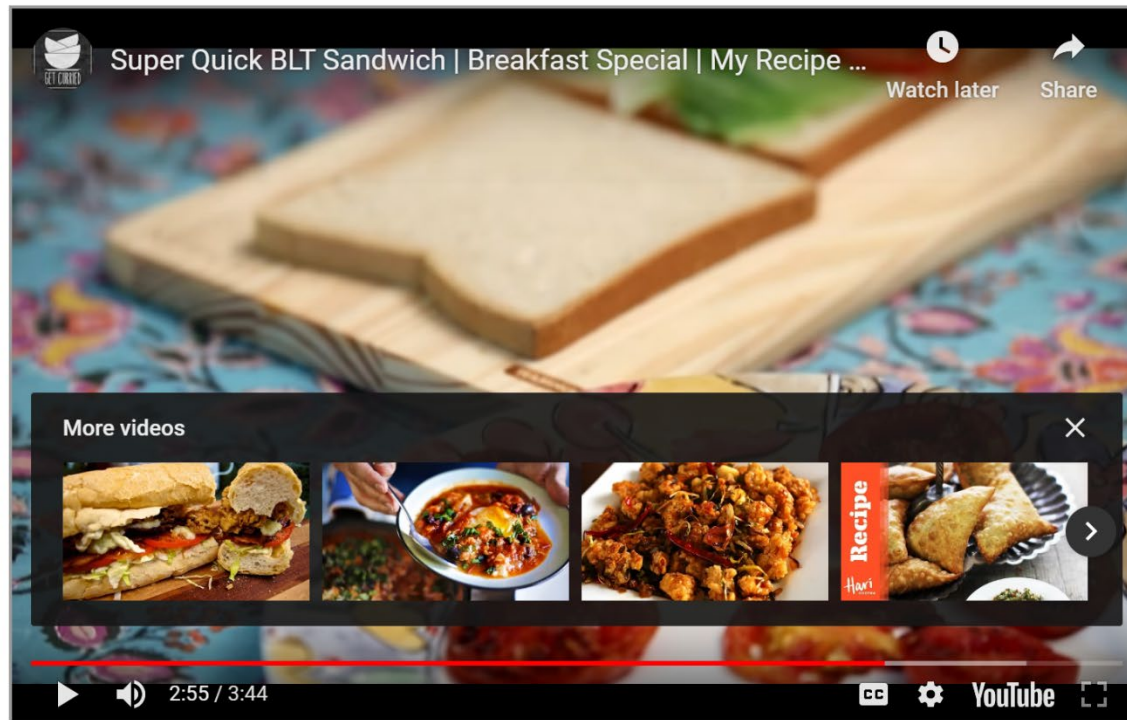 GET CURRIED
Super Quick BLT Sandwich | Breakfast Special | My Recipe ...
Watch later
Share
More videos
Recipe
Hari
2:55 / 3:44
CC
YouTube